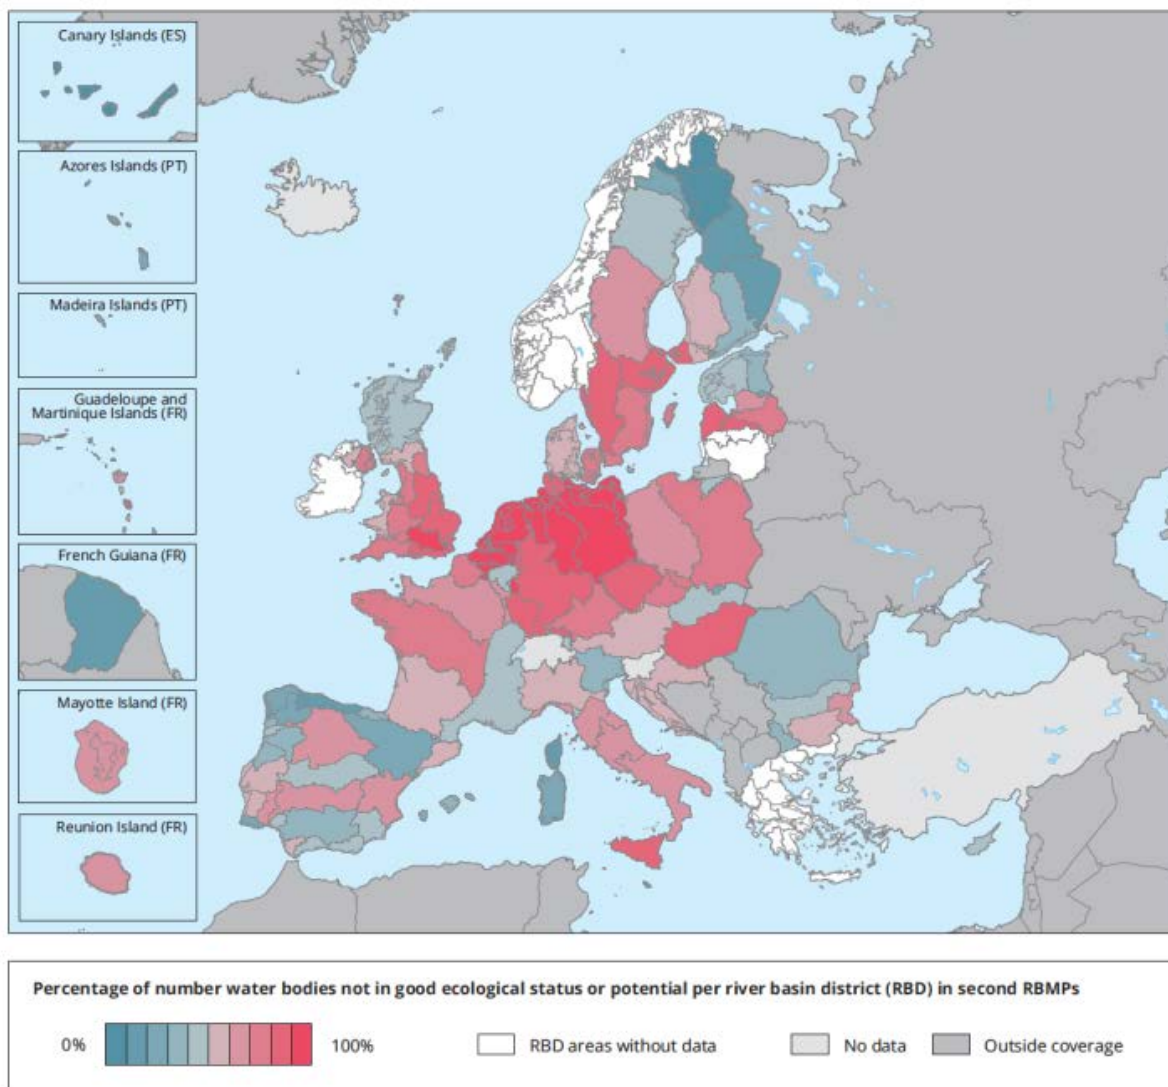 Canary Islands (ES)
Azores Islands (PT)
Madeira Islands (PT)
Guadeloupe and
Martinique Islands (FR)
French Guiana (FR)
Mayotte Island (FR)
Reunion Island (FR)
Percentage of number water bodies not in good ecological status or potential per river basin district (RBD) in second RBMPs
0%
100%
RBD areas without data
No data
Outside coverage